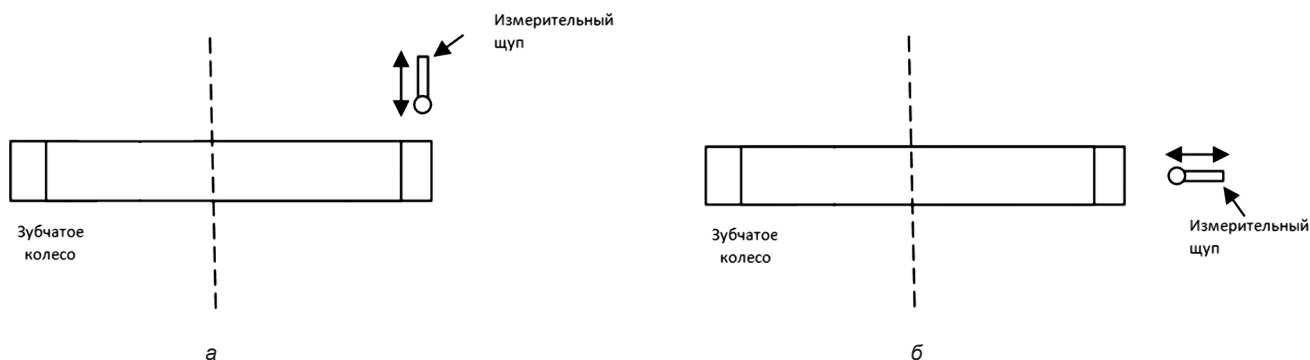 Измерительный
щуп
Зубчатое
колесо
а
Измерительный
щуп
Зубчатое
колесо
б